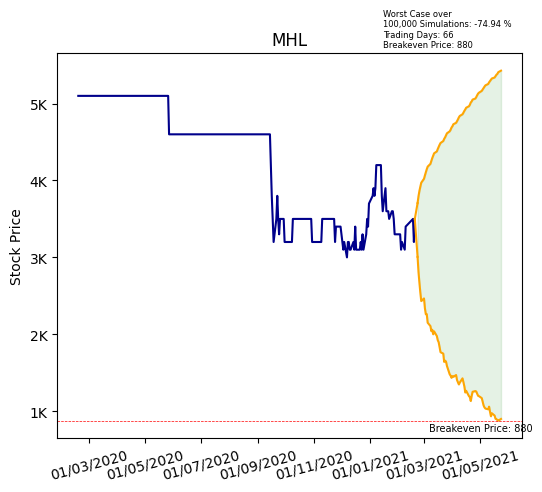 Worst Case over
100,000 Simulations: -74.94 %
Trading Days: 66
Breakeven Price: 880
MHL
Stock Price
5K
4K
3K
2K
1K
Breakeven Price: 880
01/03/2020 01/05/2020 01/07/2020 01/09/2020 01/11/2020 01/01/2021 01/03/2021 01/05/2021